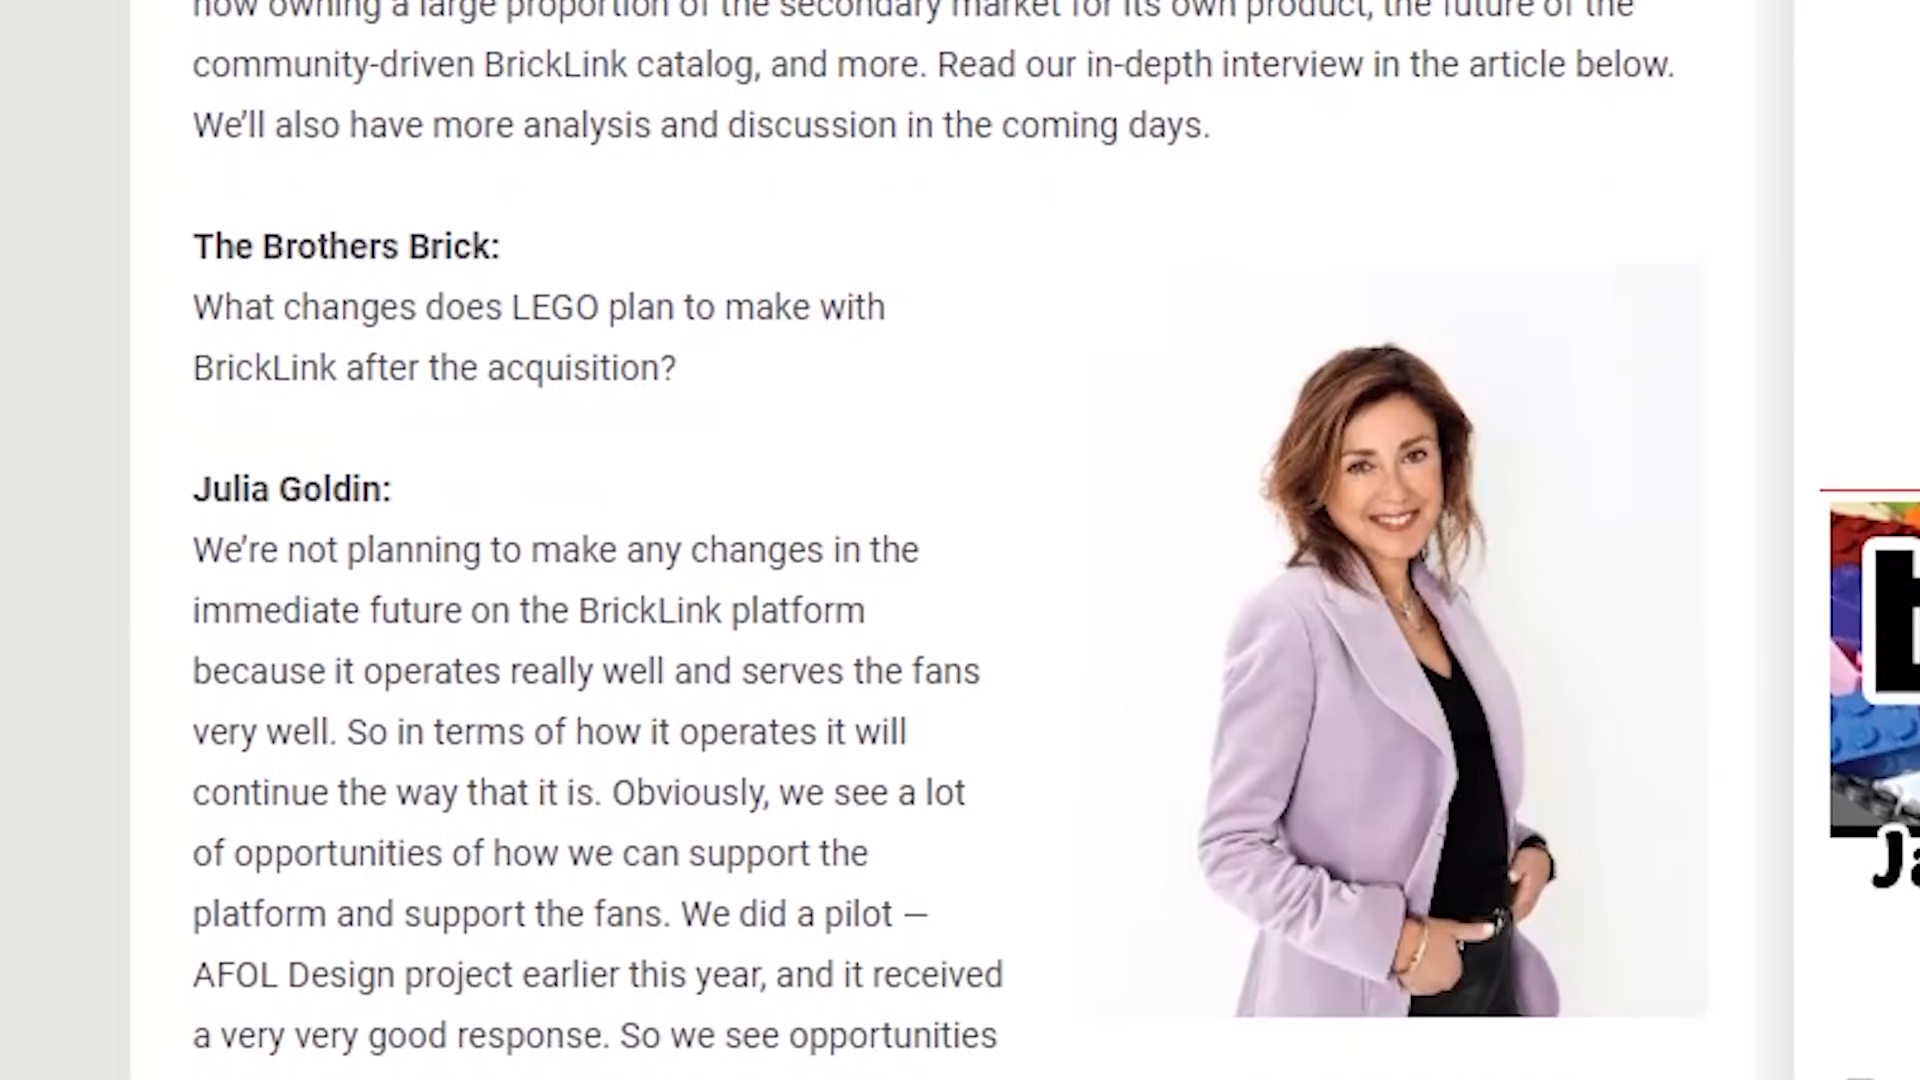 now owning a large proportion of the secondary market for its own product, the future of the
community-driven BrickLink catalog, and more. Read our in-depth interview in the article below.
We’ll also have more analysis and discussion in the coming days.
The Brothers Brick:
What changes does LEGO plan to make with
BrickLink after the acquisition?
Julia Goldin:
We’re not planning to make any changes in the
immediate future on the BrickLink platform
because it operates really well and serves the fans
very well. So in terms of how it operates it will
continue the way that it is. Obviously, we see a lot
of opportunities of how we can support the
platform and support the fans. We did a pilot —
AFOL Design project earlier this year, and it received
a very very good response. So we see opportunities